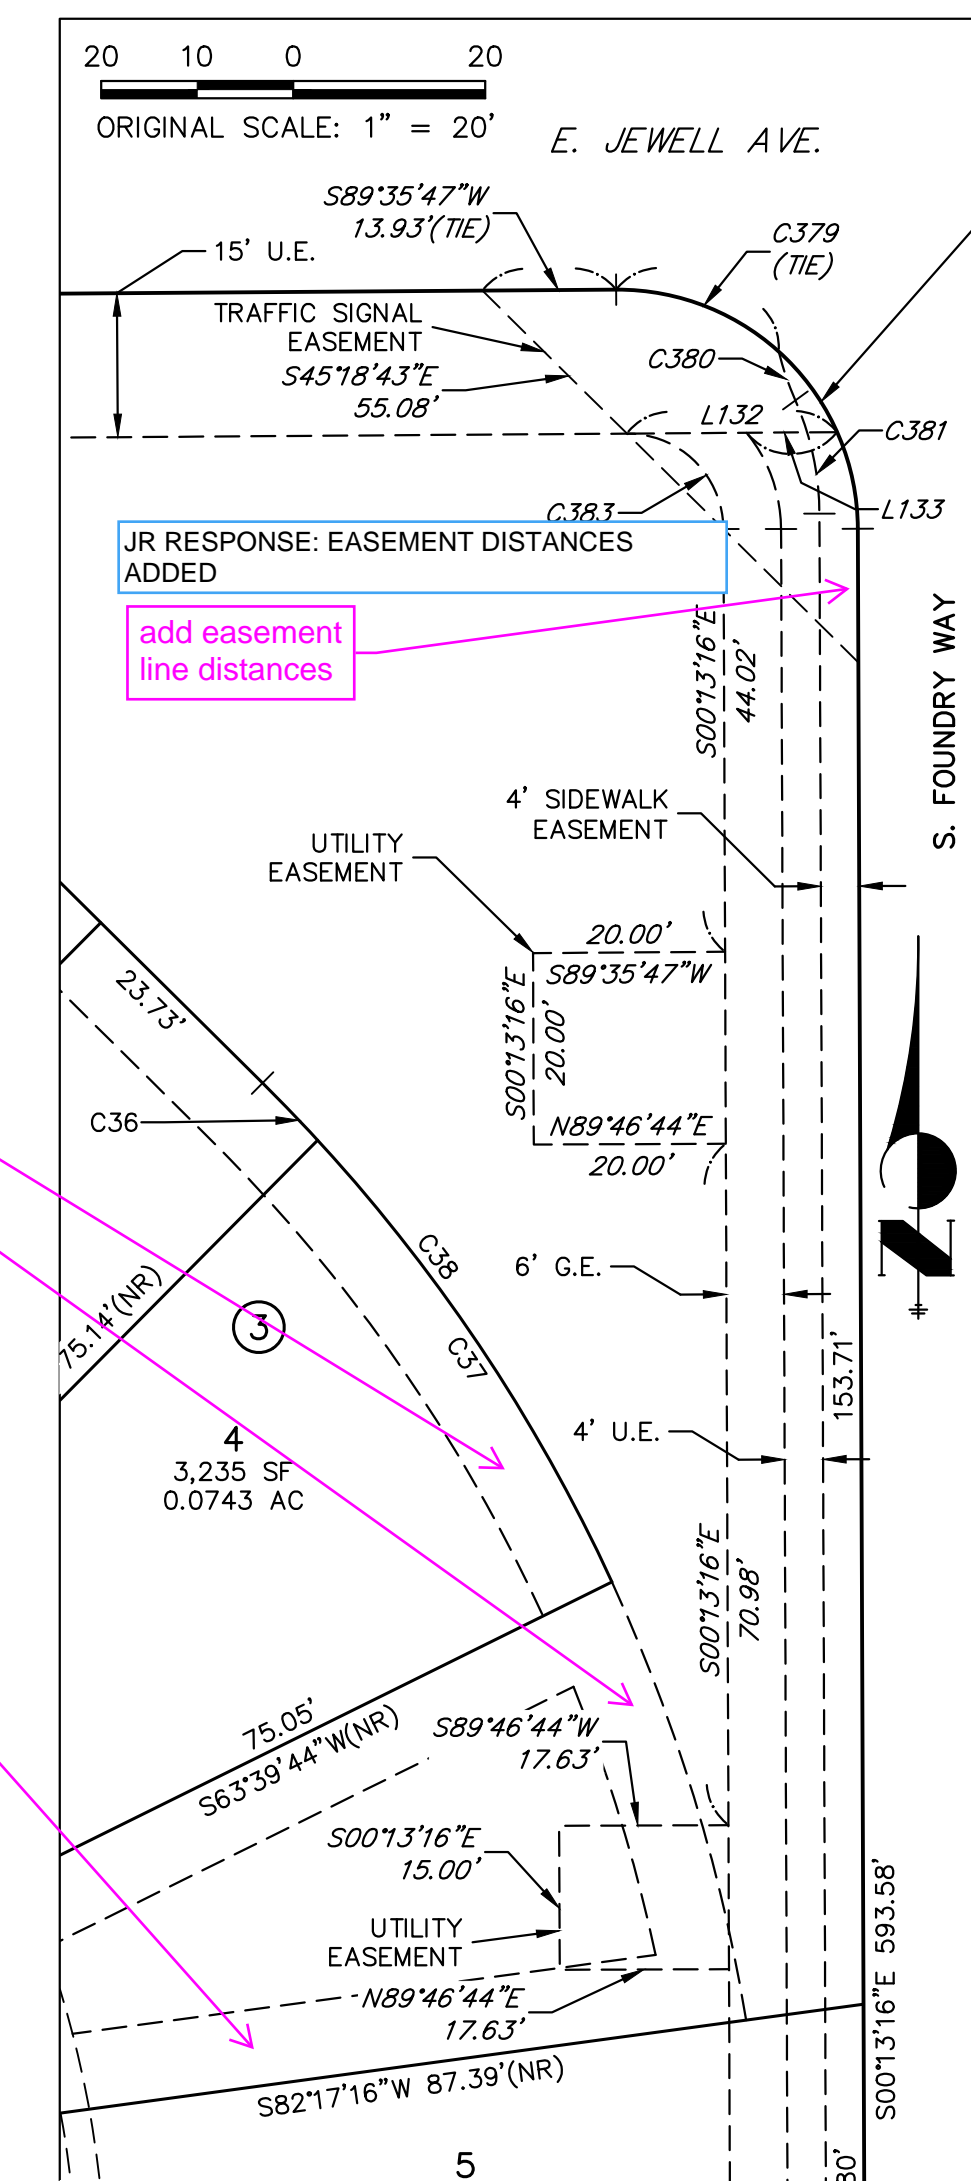 20 10 0 20
ORIGINAL SCALE: 1" = 20'
E. JEWELL AVE.
S89°35'47"W
13.93'(TIE)
C379
(TIE)
15' U.E.
TRAFFIC SIGNAL
EASEMENT
C380
S45°18'43"E
55.08'
L132
C381
C383
L133
JR RESPONSE: EASEMENT DISTANCES
ADDED
add easement
line distances
S00°13'16"E
44.02'
S. FOUNDRY WAY
4' SIDEWALK
EASEMENT
UTILITY
EASEMENT
20.00'
S89°35'47"W
S00°13'16"E
20.00'
N89°46'44"E
20.00'
23.73'
C36
C38
6' G.E.
75.14'(NR)
3
C37
153.71'
4' U.E.
4
3,235 SF
0.0743 AC
S00°13'16"E
70.98'
75.05'
S63°39'44"W(NR)
S89°46'44"W
17.63'
S00°13'16"E
15.00'
UTILITY
EASEMENT
N89°46'44"E
17.63'
S00°13'16"E 593.58'
S82°17'16"W 87.39'(NR)
5
N